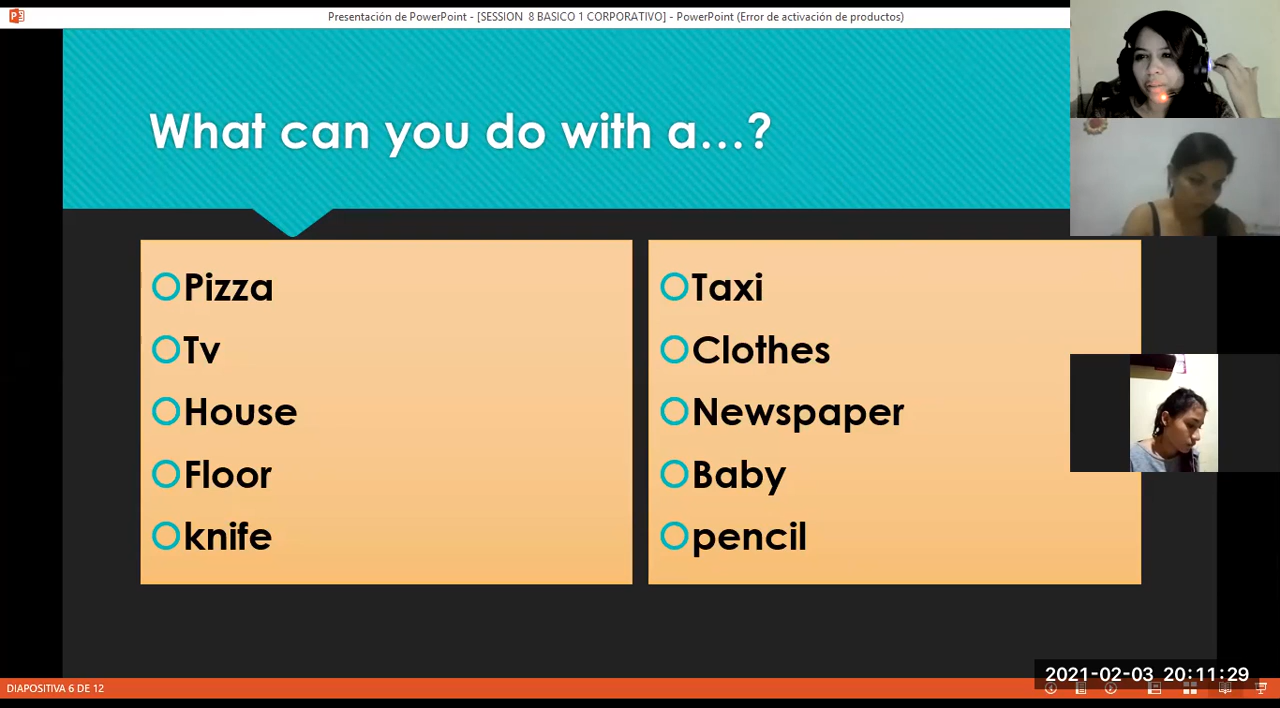 Presentación de PowerPoint - [SESSION 8 BASICO 1 CORPORATIVO] - PowerPoint (Error de activación de productos)
What can you do with a...?
Pizza
Tv
House
Floor
knife
Taxi
Clothes
Newspaper
Baby
pencil
2021-02-03 20:11:29
DIAPOSITIVA 6 DE 12